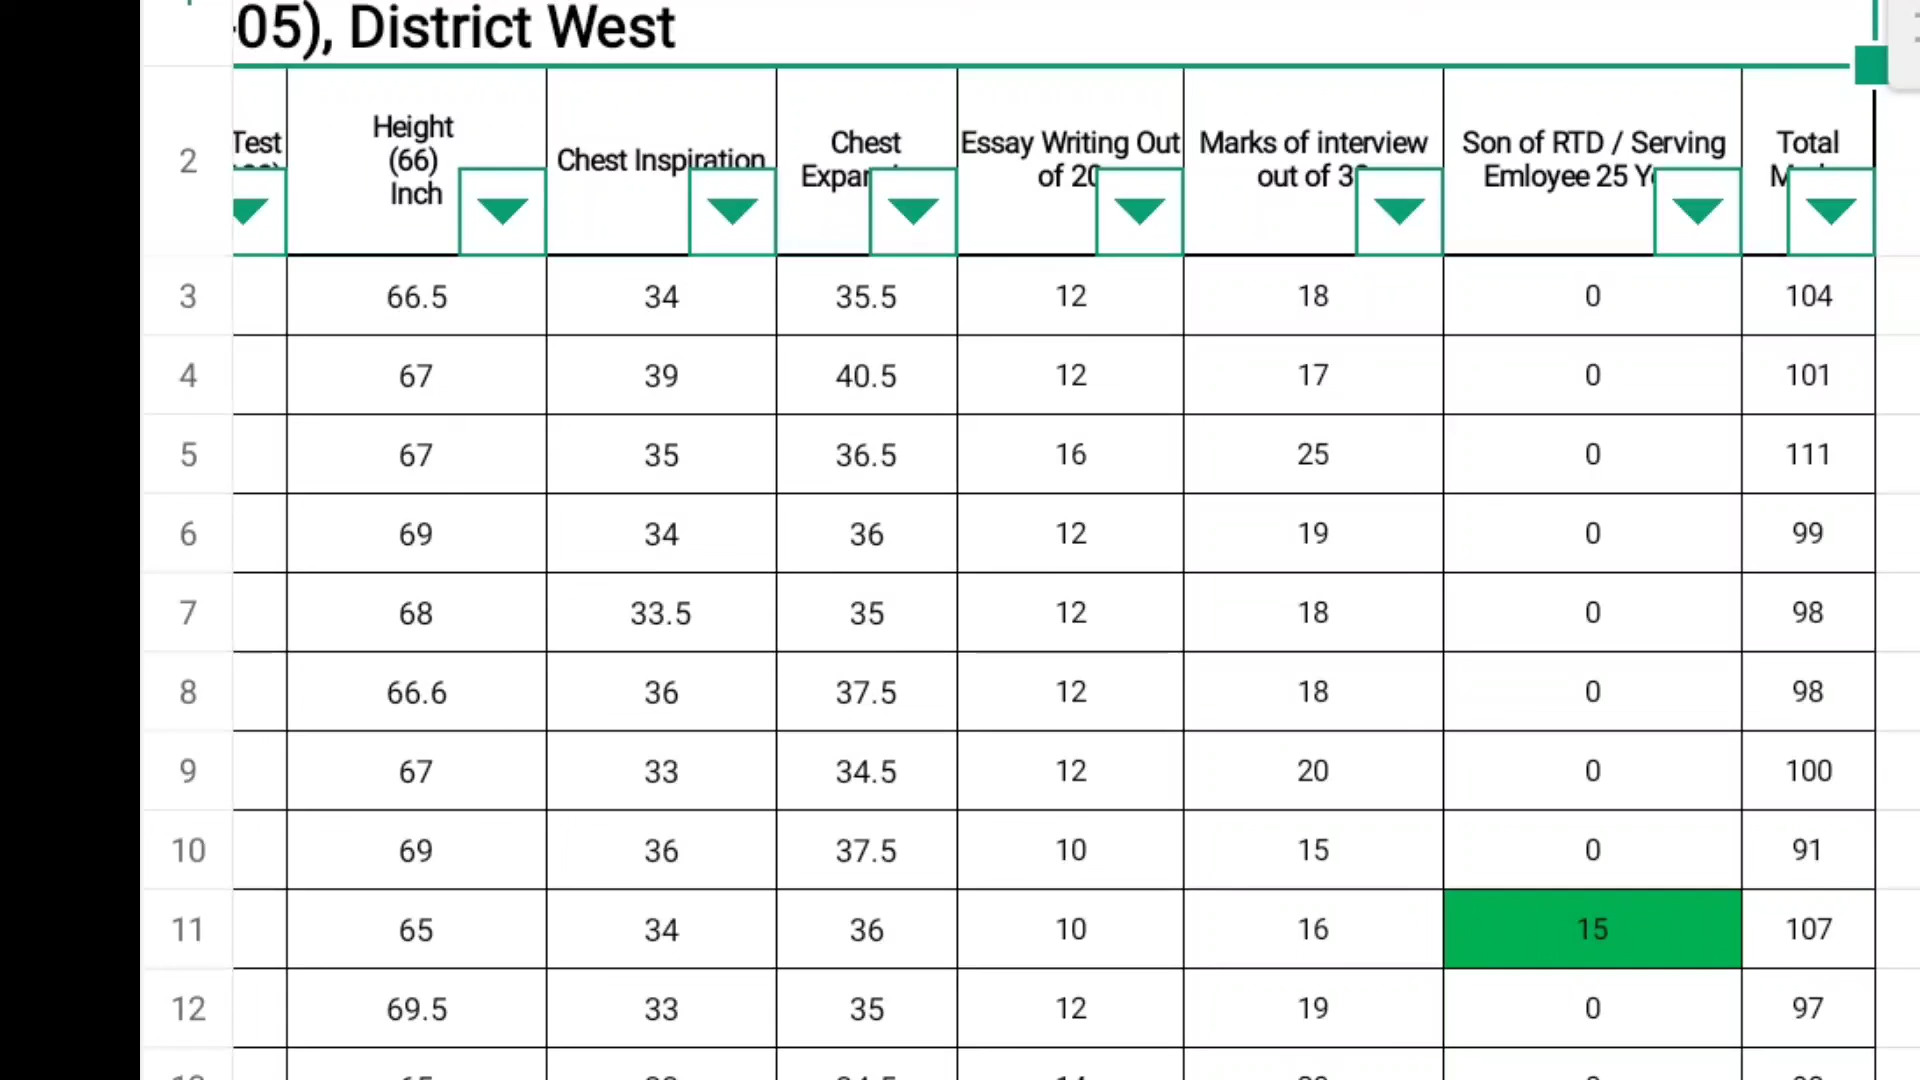 -05), District West
2 Test Height (66) Inch Chest Inspiration Chest Essay Writing Out of 20 Marks of interview out of Son of RTD / Serving Emloyee 25 Total
3 66.5 34 35.5 12 18 0 104
4 67 39 40.5 12 17 0 101
5 67 35 36.5 16 25 0 111
6 69 34 36 12 19 0 99
7 68 33.5 35 12 18 0 98
8 66.6 36 37.5 12 18 0 98
9 67 33 34.5 12 20 0 100
10 69 36 37.5 10 15 0 91
11 65 34 36 10 16 15 107
12 69.5 33 35 12 19 0 97